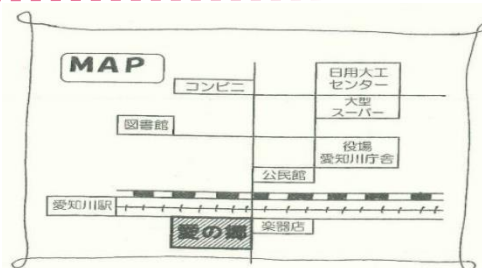 MAP
コンビニ
日用大工
センター
大型
スーパー
図書館
役場
愛知川庁舎
公民館
愛知川駅
愛の郷
楽器店